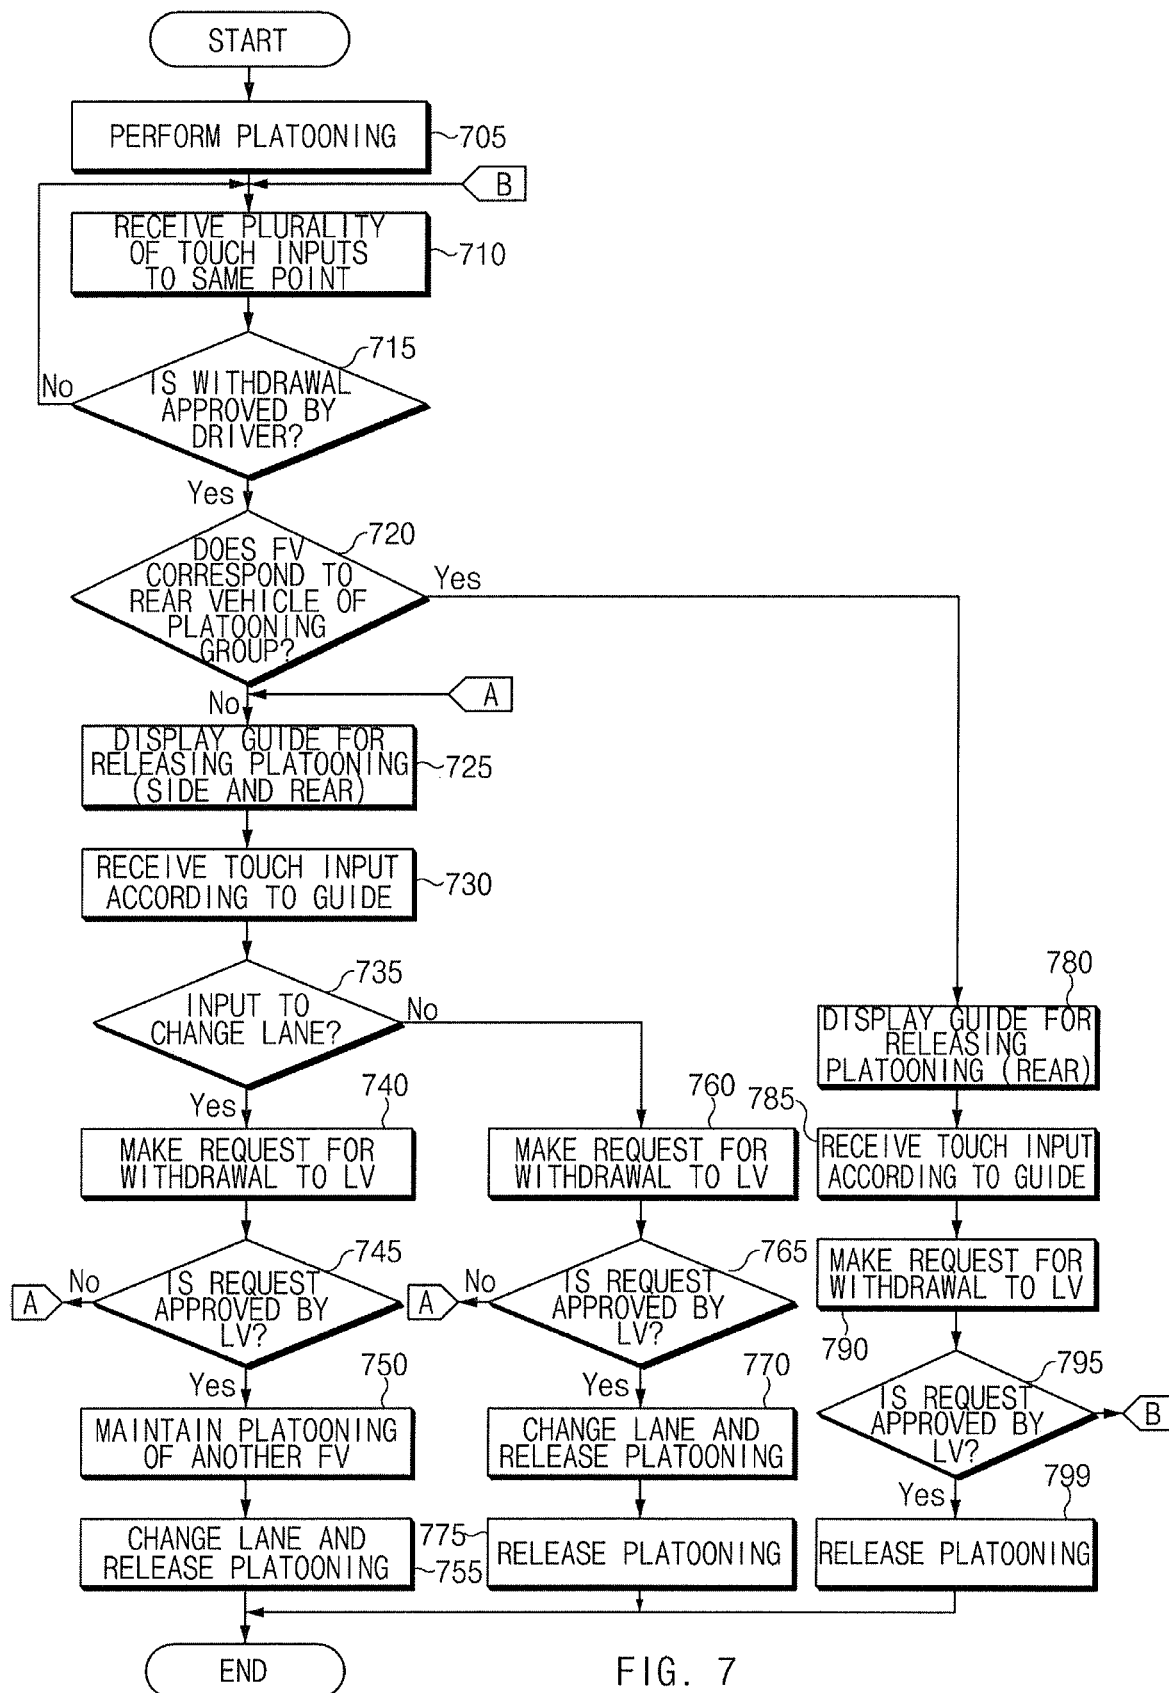 START
PERFORM PLATOONING
705
B
RECEIVE PLURALITY
OF TOUCH INPUTS
TO SAME POINT
710
715
No
IS WITHDRAWAL
APPROVED BY
DRIVER?
Yes
720
DOES FV
CORRESPOND TO
REAR VEHICLE OF
PLATOONING
GROUP?
Yes
No
A
DISPLAY GUIDE FOR
RELEASING PLATOONING
(SIDE AND REAR)
725
RECEIVE TOUCH INPUT
ACCORDING TO GUIDE
730
735
INPUT TO
CHANGE LANE?
No
Yes
740
MAKE REQUEST FOR
WITHDRAWAL TO LV
745
A
No
IS REQUEST
APPROVED BY
LV?
Yes
750
MAINTAIN PLATOONING
OF ANOTHER FV
CHANGE LANE AND
RELEASE PLATOONING
755
760
MAKE REQUEST FOR
WITHDRAWAL TO LV
765
A
No
IS REQUEST
APPROVED BY
LV?
Yes
770
CHANGE LANE AND
RELEASE PLATOONING
775
RELEASE PLATOONING
780
DISPLAY GUIDE FOR
RELEASING
PLATOONING (REAR)
785
RECEIVE TOUCH INPUT
ACCORDING TO GUIDE
MAKE REQUEST FOR
WITHDRAWAL TO LV
790
795
IS REQUEST
APPROVED BY
LV?
B
Yes
799
RELEASE PLATOONING
END
FIG. 7